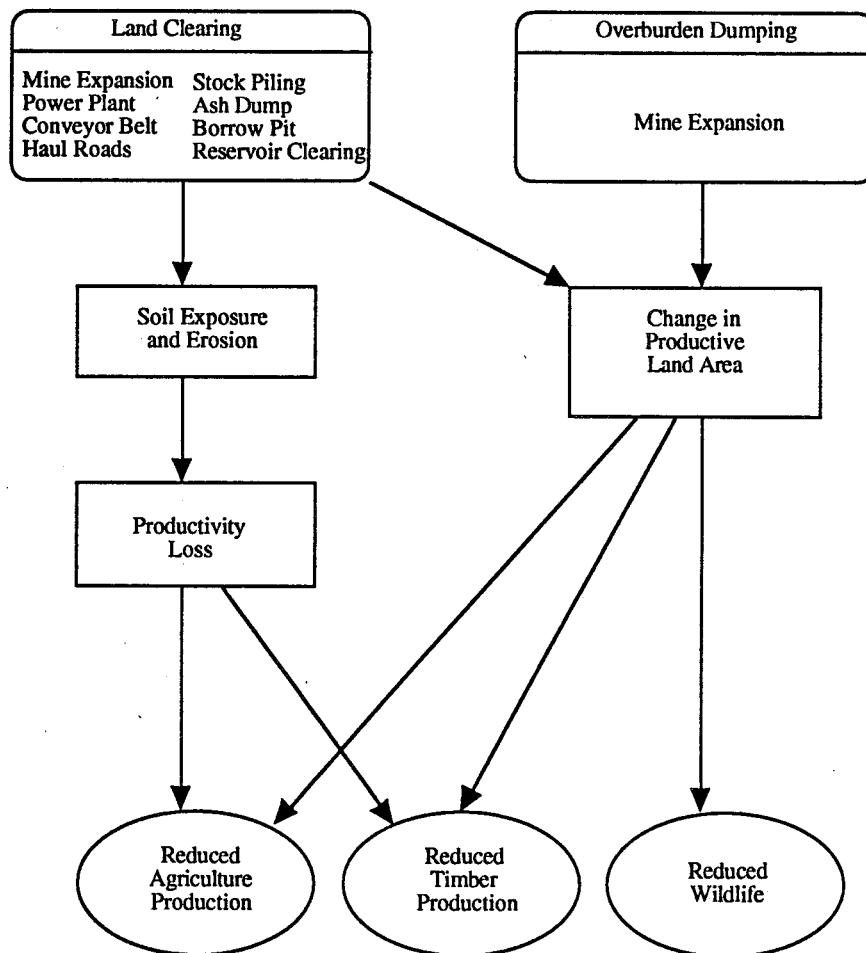 Land Clearing
Mine Expansion Stock Piling
Power Plant Ash Dump
Conveyor Belt Borrow Pit
Haul Roads Reservoir Clearing
Overburden Dumping
Mine Expansion
Soil Exposure
and Erosion
Change in
Productive
Land Area
Productivity
Loss
Reduced
Agriculture
Production
Reduced
Timber
Production
Reduced
Wildlife